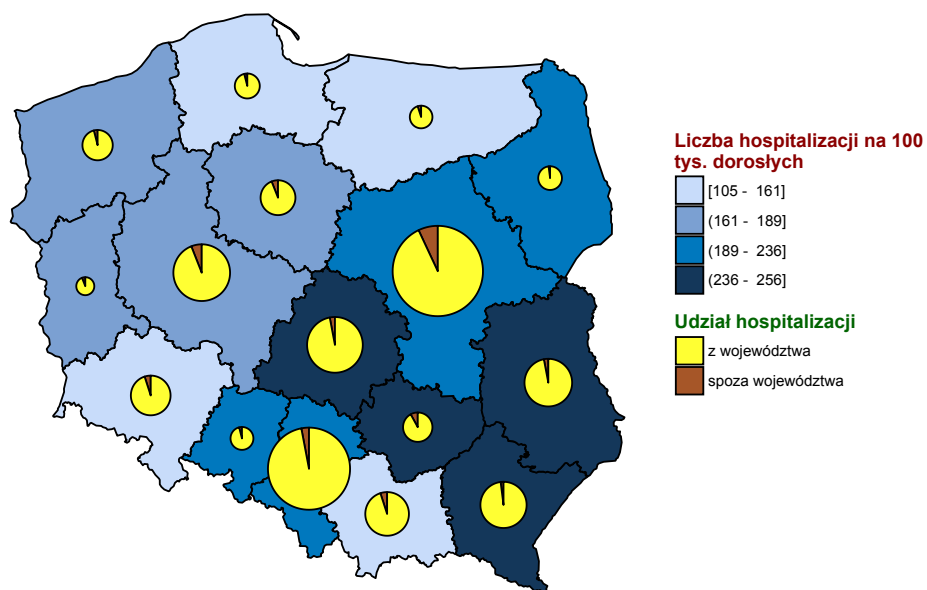 Liczba hospitalizacji na 100
tys. dorosłych
[105 - 161]
(161 - 189]
(189 - 236]
(236 - 256]
Udział hospitalizacji
z województwa
spoza województwa